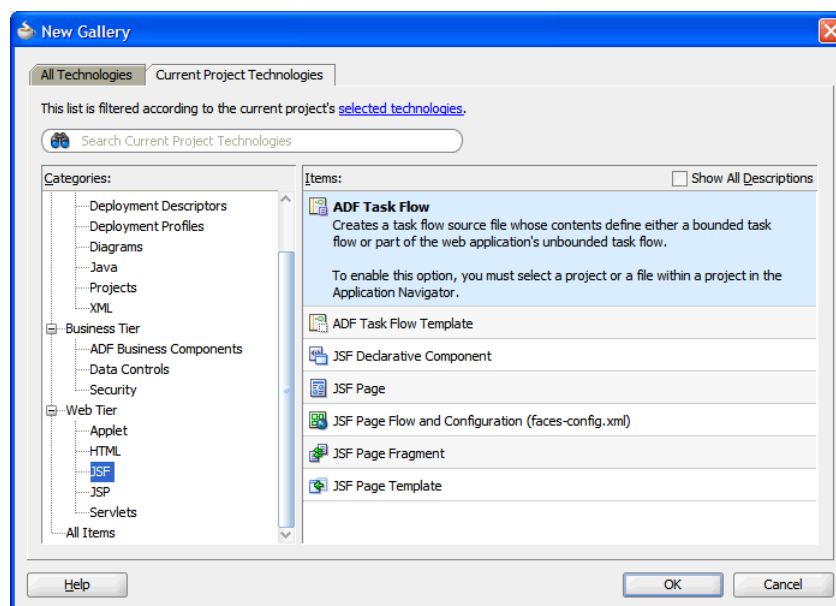 New Gallery
All Technologies
Current Project Technologies
This list is filtered according to the current project's selected technologies.
Search Current Project Technologies
Categories:
Deployment Descriptors
Deployment Profiles
Diagrams
Java
Projects
XML
Business Tier
ADF Business Components
Data Controls
Security
Web Tier
Applet
HTML
JSF
JSP
Servlets
All Items
Items:
Show All Descriptions
ADF Task Flow
Creates a task flow source file whose contents define either a bounded task
flow or part of the web application's unbounded task flow.
To enable this option, you must select a project or a file within a project in the
Application Navigator.
ADF Task Flow Template
JSF Declarative Component
JSF Page
JSF Page Flow and Configuration (faces-config.xml)
JSF Page Fragment
JSF Page Template
Help
OK
Cancel